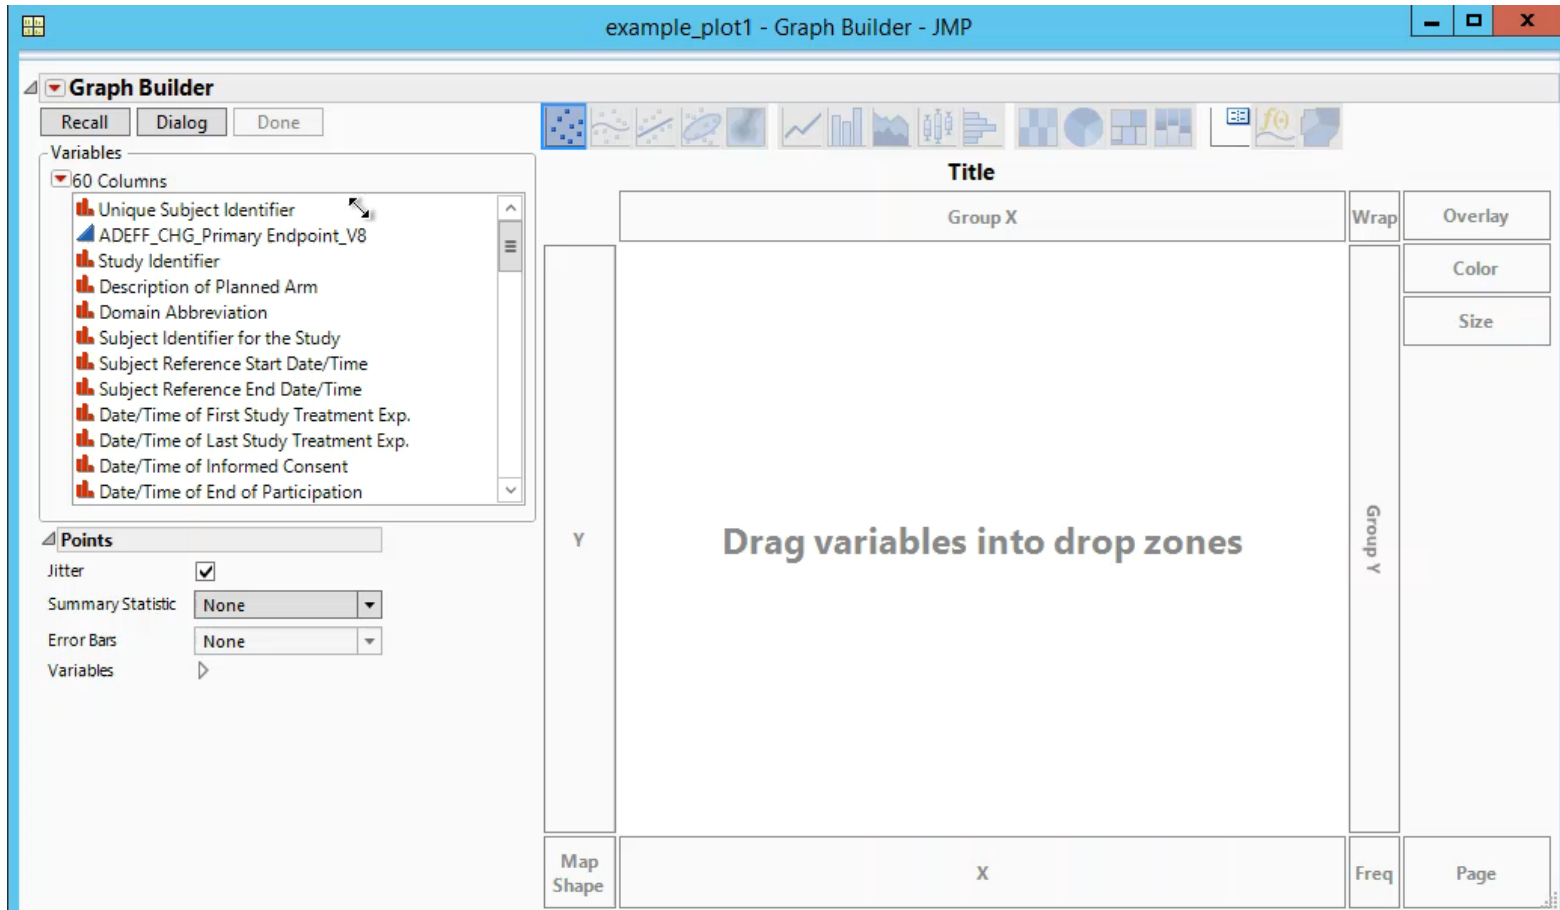 example_plot1 - Graph Builder - JMP
Graph Builder
Recall Dialog Done
Variables
60 Columns
Unique Subject Identifier
ADEFF_CHG_Primary Endpoint_V8
Study Identifier
Description of Planned Arm
Domain Abbreviation
Subject Identifier for the Study
Subject Reference Start Date/Time
Subject Reference End Date/Time
Date/Time of First Study Treatment Exp.
Date/Time of Last Study Treatment Exp.
Date/Time of Informed Consent
Date/Time of End of Participation
Points
Jitter
Summary Statistic None
Error Bars None
Variables
Title
Group X
Wrap
Overlay
Color
Size
Y
Drag variables into drop zones
Group Y
Map
Shape
X
Freq
Page